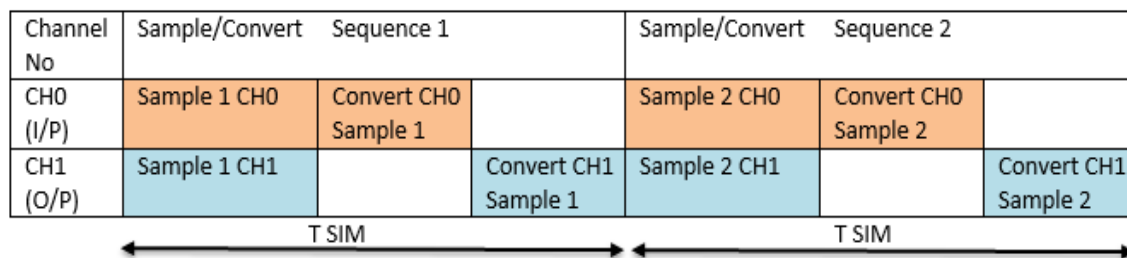 Channel No
Sample/Convert Sequence 1
Sample/Convert Sequence 2
CH0 (I/P)
Sample 1 CH0
Convert CH0
Sample 1
Sample 2 CH0
Convert CH0
Sample 2
CH1 (O/P)
Sample 1 CH1
Convert CH1
Sample 1
Sample 2 CH1
Convert CH1
Sample 2
T SIM
T SIM